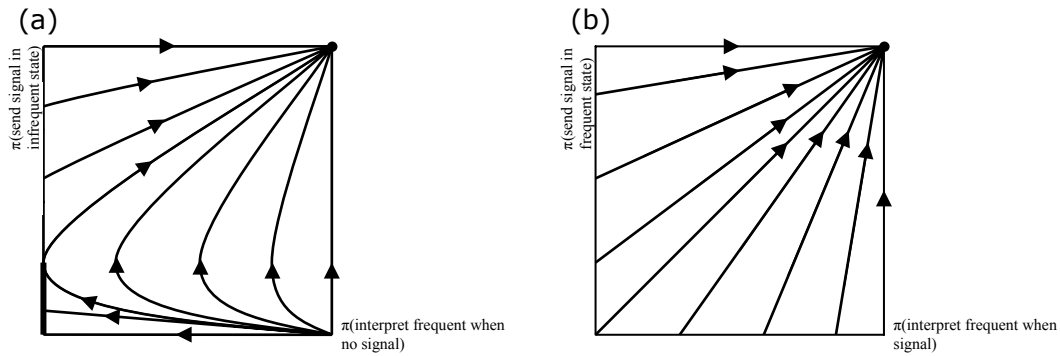 (a)
π(send signal in
infrequent state)
π(interpret frequent when
no signal)
(b)
π(send signal in
frequent state)
π(interpret frequent when
signal)